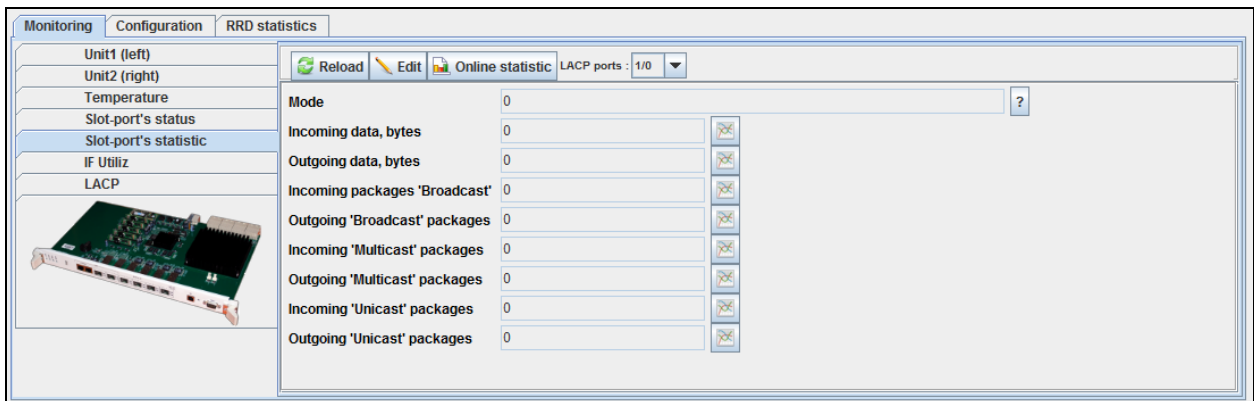 Monitoring Configuration RRD statistics
Unit1 (left)
Unit2 (right)
Temperature
Slot-port's status
Slot-port's statistic
IF Utiliz
LACP
Reload Edit Online statistic LACP ports : 1/0
Mode 0 ?
Incoming data, bytes 0
Outgoing data, bytes 0
Incoming packages 'Broadcast' 0
Outgoing 'Broadcast' packages 0
Incoming 'Multicast' packages 0
Outgoing 'Multicast' packages 0
Incoming 'Unicast' packages 0
Outgoing 'Unicast' packages 0